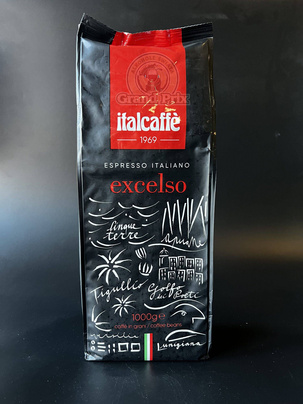 Grand Prix
italcaffè
1969
ESPRESSO ITALIANO
excelso
Cinque
terre
Tigullio
Golfo
dei Poeti
1000g e
caffè in grani / coffee beans
Lunigiana